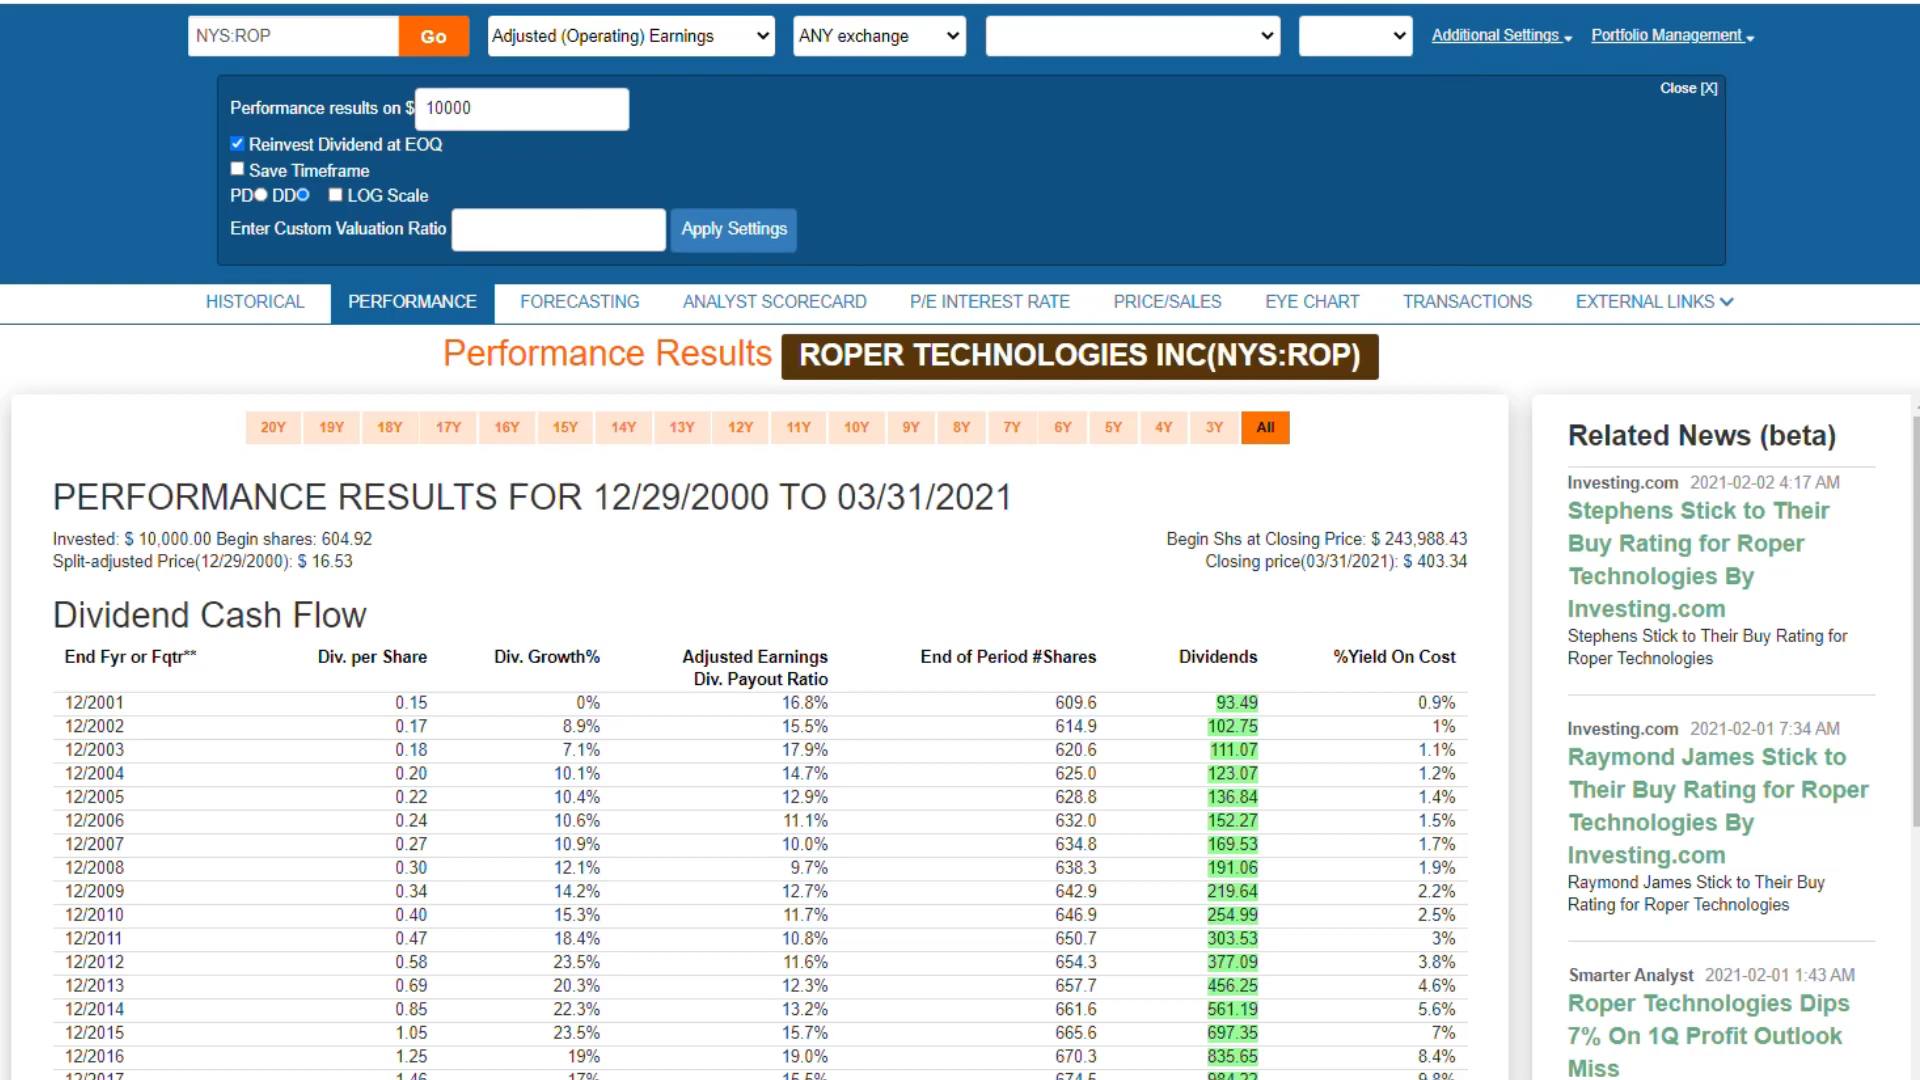 NYS:ROP Go Adjusted (Operating) Earnings ANY exchange Additional Settings Portfolio Management
Close [X]
Performance results on $ 10000
Reinvest Dividend at EOQ
Save Timeframe
PD DD LOG Scale
Enter Custom Valuation Ratio Apply Settings
HISTORICAL PERFORMANCE FORECASTING ANALYST SCORECARD P/E INTEREST RATE PRICE/SALES EYE CHART TRANSACTIONS EXTERNAL LINKS
Performance Results ROPER TECHNOLOGIES INC(NYS:ROP)
20Y 19Y 18Y 17Y 16Y 15Y 14Y 13Y 12Y 11Y 10Y 9Y 8Y 7Y 6Y 5Y 4Y 3Y All
PERFORMANCE RESULTS FOR 12/29/2000 TO 03/31/2021
Invested: $ 10,000.00 Begin shares: 604.92 Begin Shs at Closing Price: $ 243,988.43
Split-adjusted Price(12/29/2000): $ 16.53 Closing price(03/31/2021): $ 403.34
Dividend Cash Flow
End Fyr or Fqtr** Div. per Share Div. Growth% Adjusted Earnings End of Period #Shares Dividends %Yield On Cost
Div. Payout Ratio
12/2001 0.15 0% 16.8% 609.6 93.49 0.9%
12/2002 0.17 8.9% 15.5% 614.9 102.75 1%
12/2003 0.18 7.1% 17.9% 620.6 111.07 1.1%
12/2004 0.20 10.1% 14.7% 625.0 123.07 1.2%
12/2005 0.22 10.4% 12.9% 628.8 136.84 1.4%
12/2006 0.24 10.6% 11.1% 632.0 152.27 1.5%
12/2007 0.27 10.9% 10.0% 634.8 169.53 1.7%
12/2008 0.30 12.1% 9.7% 638.3 191.06 1.9%
12/2009 0.34 14.2% 12.7% 642.9 219.64 2.2%
12/2010 0.40 15.3% 11.7% 646.9 254.99 2.5%
12/2011 0.47 18.4% 10.8% 650.7 303.53 3%
12/2012 0.58 23.5% 11.6% 654.3 377.09 3.8%
12/2013 0.69 20.3% 12.3% 657.7 456.25 4.6%
12/2014 0.85 22.3% 13.2% 661.6 561.19 5.6%
12/2015 1.05 23.5% 15.7% 665.6 697.35 7%
12/2016 1.25 19% 19.0% 670.3 835.65 8.4%
12/2017 1.46 17% 15.5% 674.5 984.22 9.8%
Related News (beta)
Investing.com 2021-02-02 4:17 AM
Stephens Stick to Their
Buy Rating for Roper
Technologies By
Investing.com
Stephens Stick to Their Buy Rating for
Roper Technologies
Investing.com 2021-02-01 7:34 AM
Raymond James Stick to
Their Buy Rating for Roper
Technologies By
Investing.com
Raymond James Stick to Their Buy
Rating for Roper Technologies
Smarter Analyst 2021-02-01 1:43 AM
Roper Technologies Dips
7% On 1Q Profit Outlook
Miss